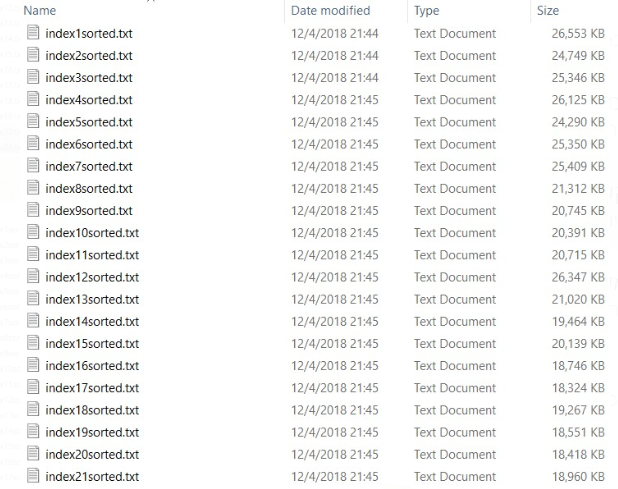 Name Date modified Type Size
index1sorted.txt 12/4/2018 21:44 Text Document 26,553 KB
index2sorted.txt 12/4/2018 21:44 Text Document 24,749 KB
index3sorted.txt 12/4/2018 21:44 Text Document 25,346 KB
index4sorted.txt 12/4/2018 21:45 Text Document 26,125 KB
index5sorted.txt 12/4/2018 21:45 Text Document 24,290 KB
index6sorted.txt 12/4/2018 21:45 Text Document 25,350 KB
index7sorted.txt 12/4/2018 21:45 Text Document 25,409 KB
index8sorted.txt 12/4/2018 21:45 Text Document 21,312 KB
index9sorted.txt 12/4/2018 21:45 Text Document 20,745 KB
index10sorted.txt 12/4/2018 21:45 Text Document 20,391 KB
index11sorted.txt 12/4/2018 21:45 Text Document 20,715 KB
index12sorted.txt 12/4/2018 21:45 Text Document 26,347 KB
index13sorted.txt 12/4/2018 21:45 Text Document 21,020 KB
index14sorted.txt 12/4/2018 21:45 Text Document 19,464 KB
index15sorted.txt 12/4/2018 21:45 Text Document 20,139 KB
index16sorted.txt 12/4/2018 21:45 Text Document 18,746 KB
index17sorted.txt 12/4/2018 21:45 Text Document 18,324 KB
index18sorted.txt 12/4/2018 21:45 Text Document 19,267 KB
index19sorted.txt 12/4/2018 21:45 Text Document 18,551 KB
index20sorted.txt 12/4/2018 21:45 Text Document 18,418 KB
index21sorted.txt 12/4/2018 21:45 Text Document 18,960 KB